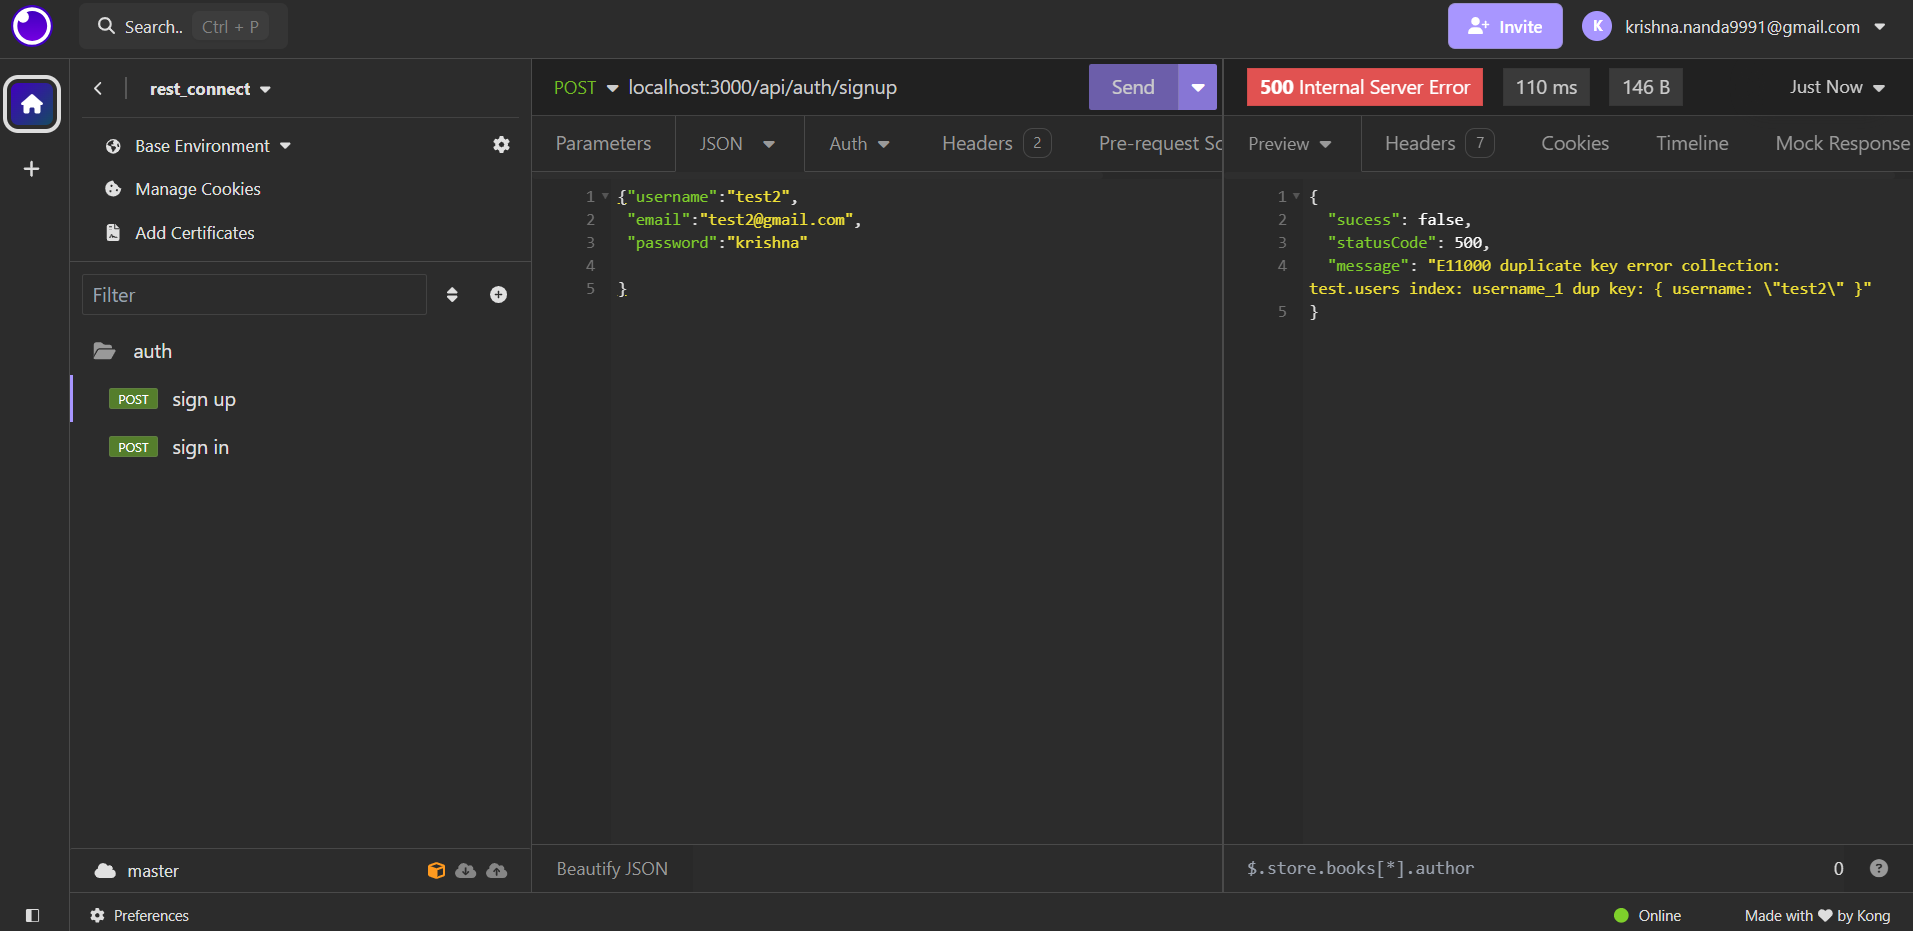 Search.. Ctrl + P
Invite
K krishna.nanda9991@gmail.com
rest_connect
Base Environment
Manage Cookies
Add Certificates
Filter
auth
POST sign up
POST sign in
master
Preferences
POST localhost:3000/api/auth/signup Send
Parameters JSON Auth Headers 2 Pre-request Sc
1 {"username":"test2",
2 "email":"test2@gmail.com",
3 "password":"krishna"
4
5 }
Beautify JSON
500 Internal Server Error 110 ms 146 B Just Now
Preview Headers 7 Cookies Timeline Mock Response
1 {
2 "sucess": false,
3 "statusCode": 500,
4 "message": "E11000 duplicate key error collection:
test.users index: username_1 dup key: { username: \"test2\" }"
5 }
$.store.books[*].author 0 ?
Online Made with by Kong